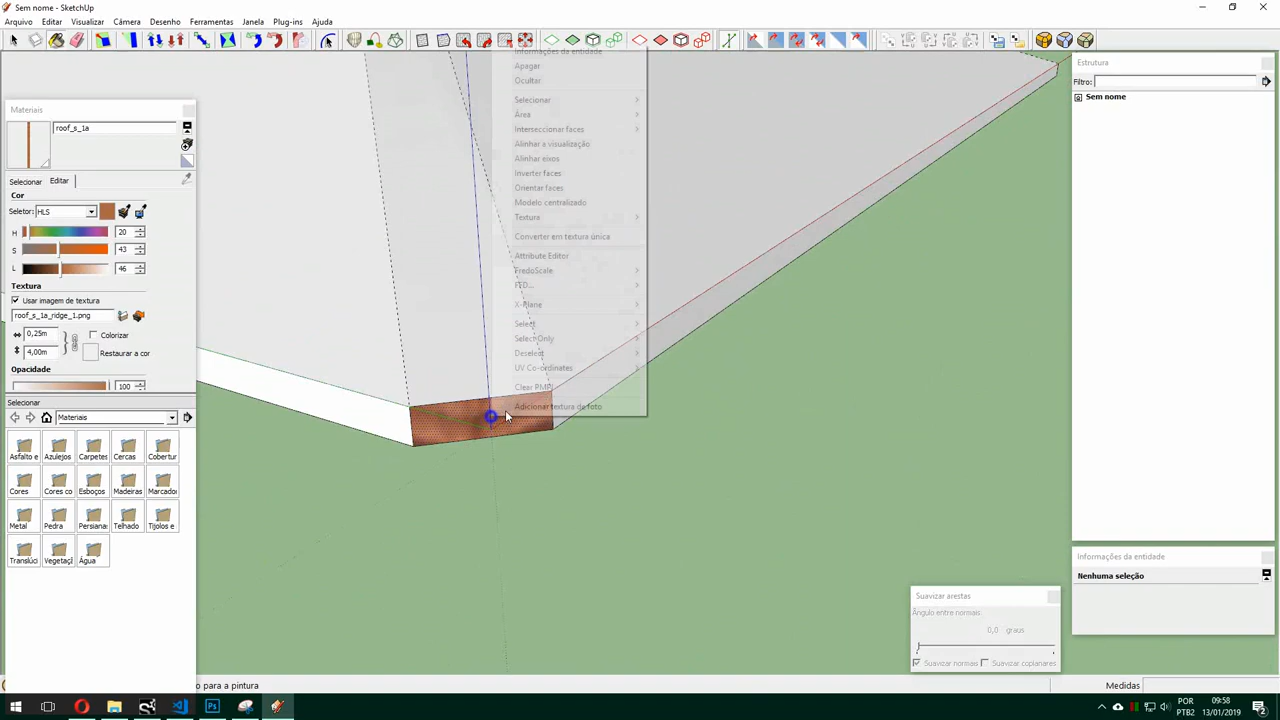 Sem nome - SketchUp
Arquivo Editar Visualizar Câmera Desenho Ferramentas Janela Plug-ins Ajuda
Materiais
roof_s_1a
Selecionar Editar
Cor
Seletor: HLS
H 20
S 43
L 46
Textura
Usar imagem de textura
roof_s_1a_ridge_1.png
0,25m Colorizar
4,00m Restaurar a cor
Opacidade
100
Selecionar
Materiais
Asfalto e Azulejos Carpetes Cercas Cobertur
Cores Cores co Esboços Madeiras Marcador
Metal Pedra Persiana Telhado Tijolos e
Translúci Vegetaçã Água
Informações da entidade
Apagar
Ocultar
Selecionar
Área
Interseccionar faces
Alinhar a visualização
Alinhar eixos
Inverter faces
Orientar faces
Modelo centralizado
Textura
Converter em textura única
Attribute Editor
FredoScale
X-Plane
Select
Select Only
Deselect
UV Co-ordinates
Adicionar textura de foto
Estrutura
Filtro:
Sem nome
Informações da entidade
Nenhuma seleção
Suavizar arestas
Ângulo entre normais
0,0 graus
Suavizar normais Suavizar coplanares
o para a pintura
Medidas
Ps
POR 09:58
PTB2 13/01/2019
2